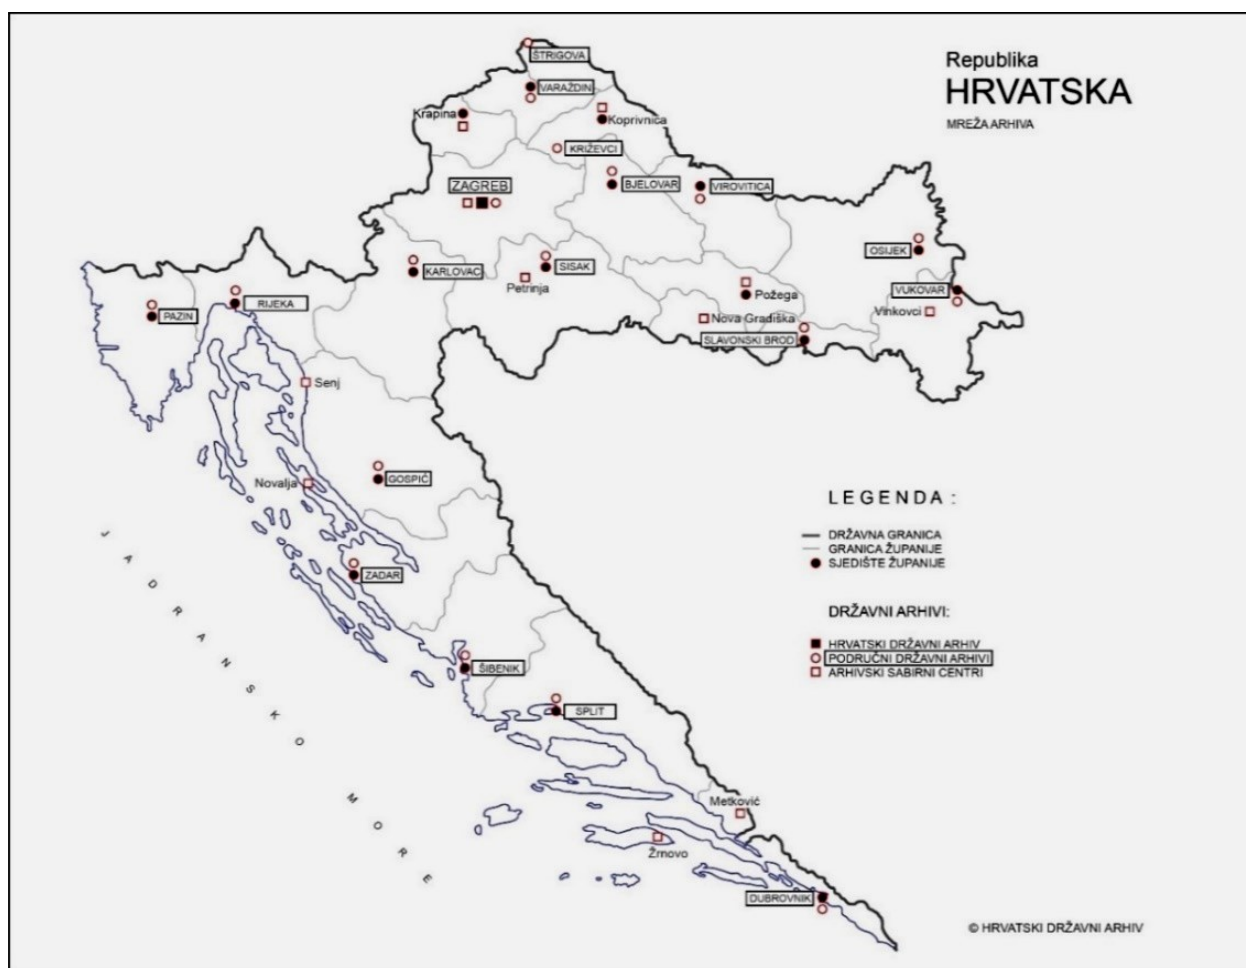 Republika
HRVATSKA
MREŽA ARHIVA
ŠTRIGOVA
VARAŽDIN
Krapina
Koprivnica
KRIŽEVCI
ZAGREB
BJELOVAR
VIROVITICA
OSIJEK
KARLOVAC
SISAK
Petrinja
VUKOVAR
Požega
RIJEKA
PAZIN
Vinkovci
Nova Gradiška
SLAVONSKI BROD
Senj
GOSPIĆ
Novalja
ZADAR
ŠIBENIK
SPLIT
Metković
Žrnovo
DUBROVNIK
JADRANSKO MORE
LEGENDA :
DRŽAVNA GRANICA
GRANICA ŽUPANIJE
SJEDIŠTE ŽUPANIJE
DRŽAVNI ARHIVI:
HRVATSKI DRŽAVNI ARHIV
PODRUČNI DRŽAVNI ARHIVI
ARHIVSKI SABIRNI CENTRI
© HRVATSKI DRŽAVNI ARHIV